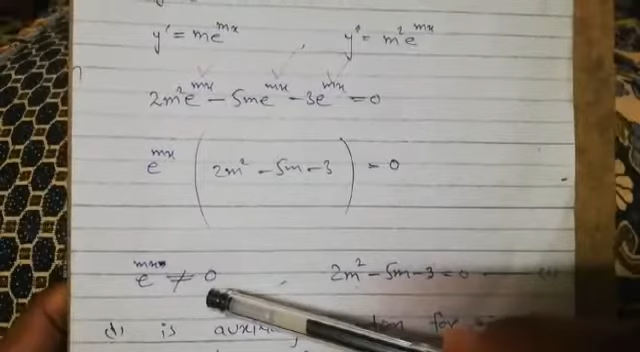 y' = me^{mx} y'' = m²e^{mx}
2m²e^{mx} - 5me^{mx} - 3e^{mx} = 0
e^{mx} ( 2m² - 5m - 3 ) = 0
e^{mx} ≠ 0 , 2m² - 5m - 3 = 0 —— (1)
(1) is for